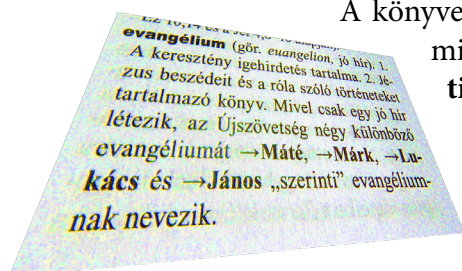 A könyve
mi
ti
evangélium (gör. euangelion, jó hír). 1.
A keresztény igehirdetés tartalma. 2. Jé-
zus beszédeit és a róla szóló történeteket
tartalmazó könyv. Mivel csak egy jó hír
létezik, az Újszövetség négy különböző
evangéliumát →Máté, →Márk, →Lu-
kács és →János „szerinti” evangélium-
nak nevezik.